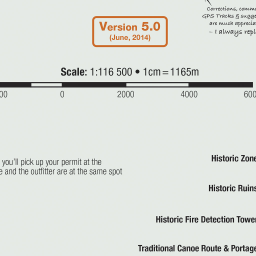 Corrections, comm
GPS Tracks & sugge
are much apprecia
– I always repl
Version 5.0
(June, 2014)
Scale: 1:116 500 • 1cm = 1165m
00 0 2000 4000 600
you'll pick up your permit at the
e and the outfitter are at the same spot
Historic Zone
Historic Ruins
Historic Fire Detection Tower
Traditional Canoe Route & Portage